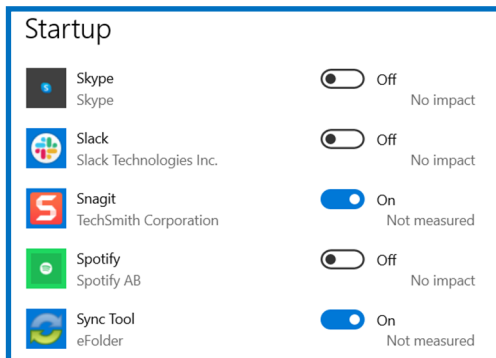 Startup
Skype
Off
Skype
No impact
Slack
Off
Slack Technologies Inc.
No impact
Snagit
On
TechSmith Corporation
Not measured
Spotify
Off
Spotify AB
No impact
Sync Tool
On
eFolder
Not measured